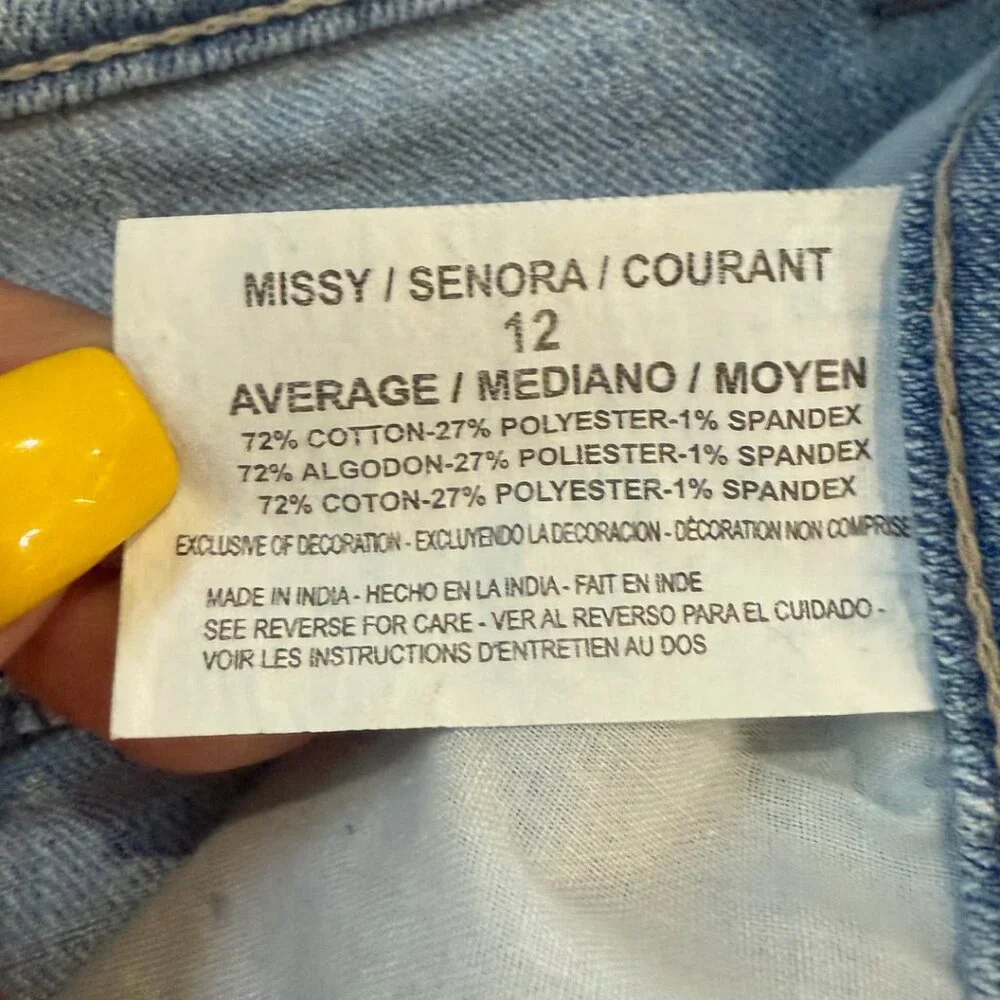 MISSY / SENORA / COURANT
12
AVERAGE / MEDIANO / MOYEN
72% COTTON-27% POLYESTER-1% SPANDEX
72% ALGODON-27% POLIESTER-1% SPANDEX
72% COTON-27% POLYESTER-1% SPANDEX
EXCLUSIVE OF DECORATION - EXCLUYENDO LA DECORACION - DÉCORATION NON COMPRISE
MADE IN INDIA - HECHO EN LA INDIA - FAIT EN INDE
SEE REVERSE FOR CARE - VER AL REVERSO PARA EL CUIDADO -
VOIR LES INSTRUCTIONS D'ENTRETIEN AU DOS